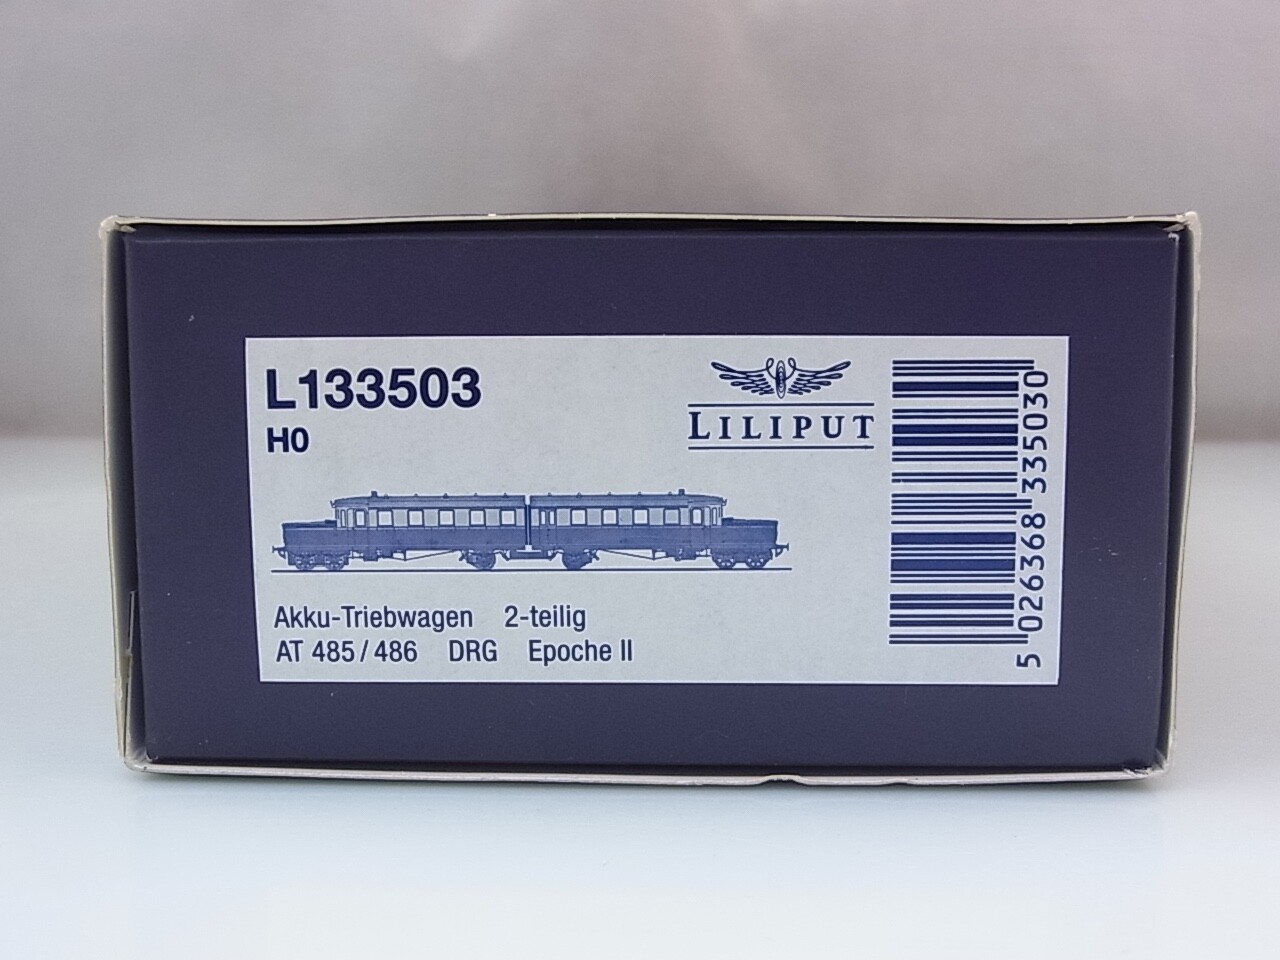 L133503
H0
LILIPUT
Akku-Triebwagen 2-teilig
AT 485/486 DRG Epoche II
5 026368 335030